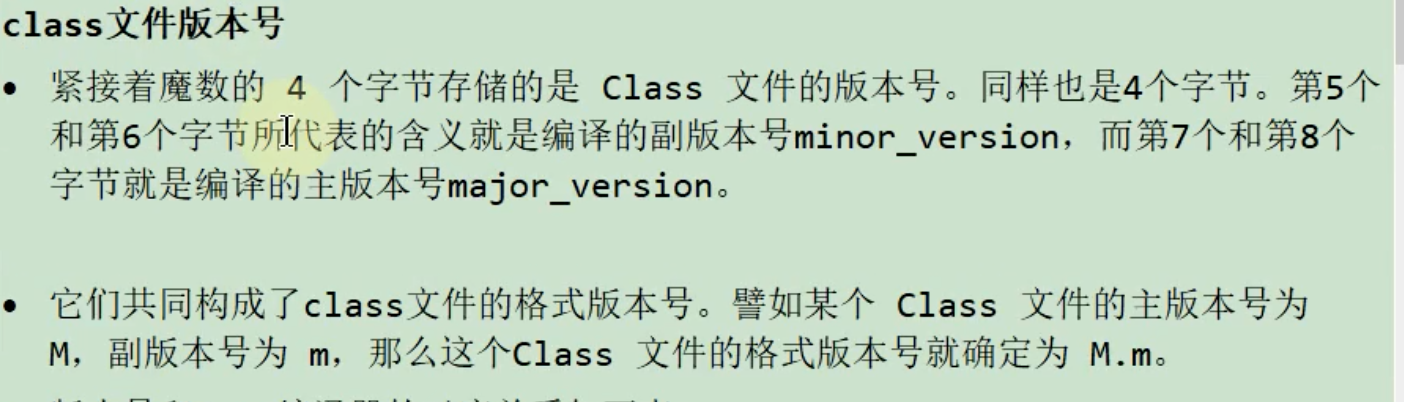 class文件版本号
• 紧接着魔数的 4 个字节存储的是 Class 文件的版本号。同样也是4个字节。第5个
和第6个字节所代表的含义就是编译的副版本号minor_version，而第7个和第8个
字节就是编译的主版本号major_version。
• 它们共同构成了class文件的格式版本号。譬如某个 Class 文件的主版本号为
M，副版本号为 m，那么这个Class 文件的格式版本号就确定为 M.m。